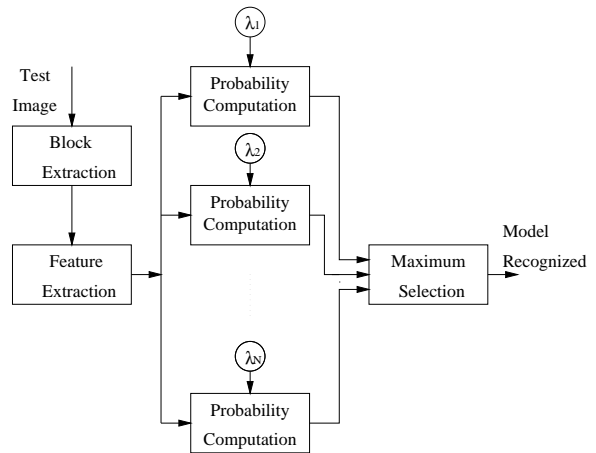 λ1
Test
Image
Probability
Computation
Block
Extraction
λ2
Probability
Computation
Feature
Extraction
Maximum
Selection
Model
Recognized
λN
Probability
Computation